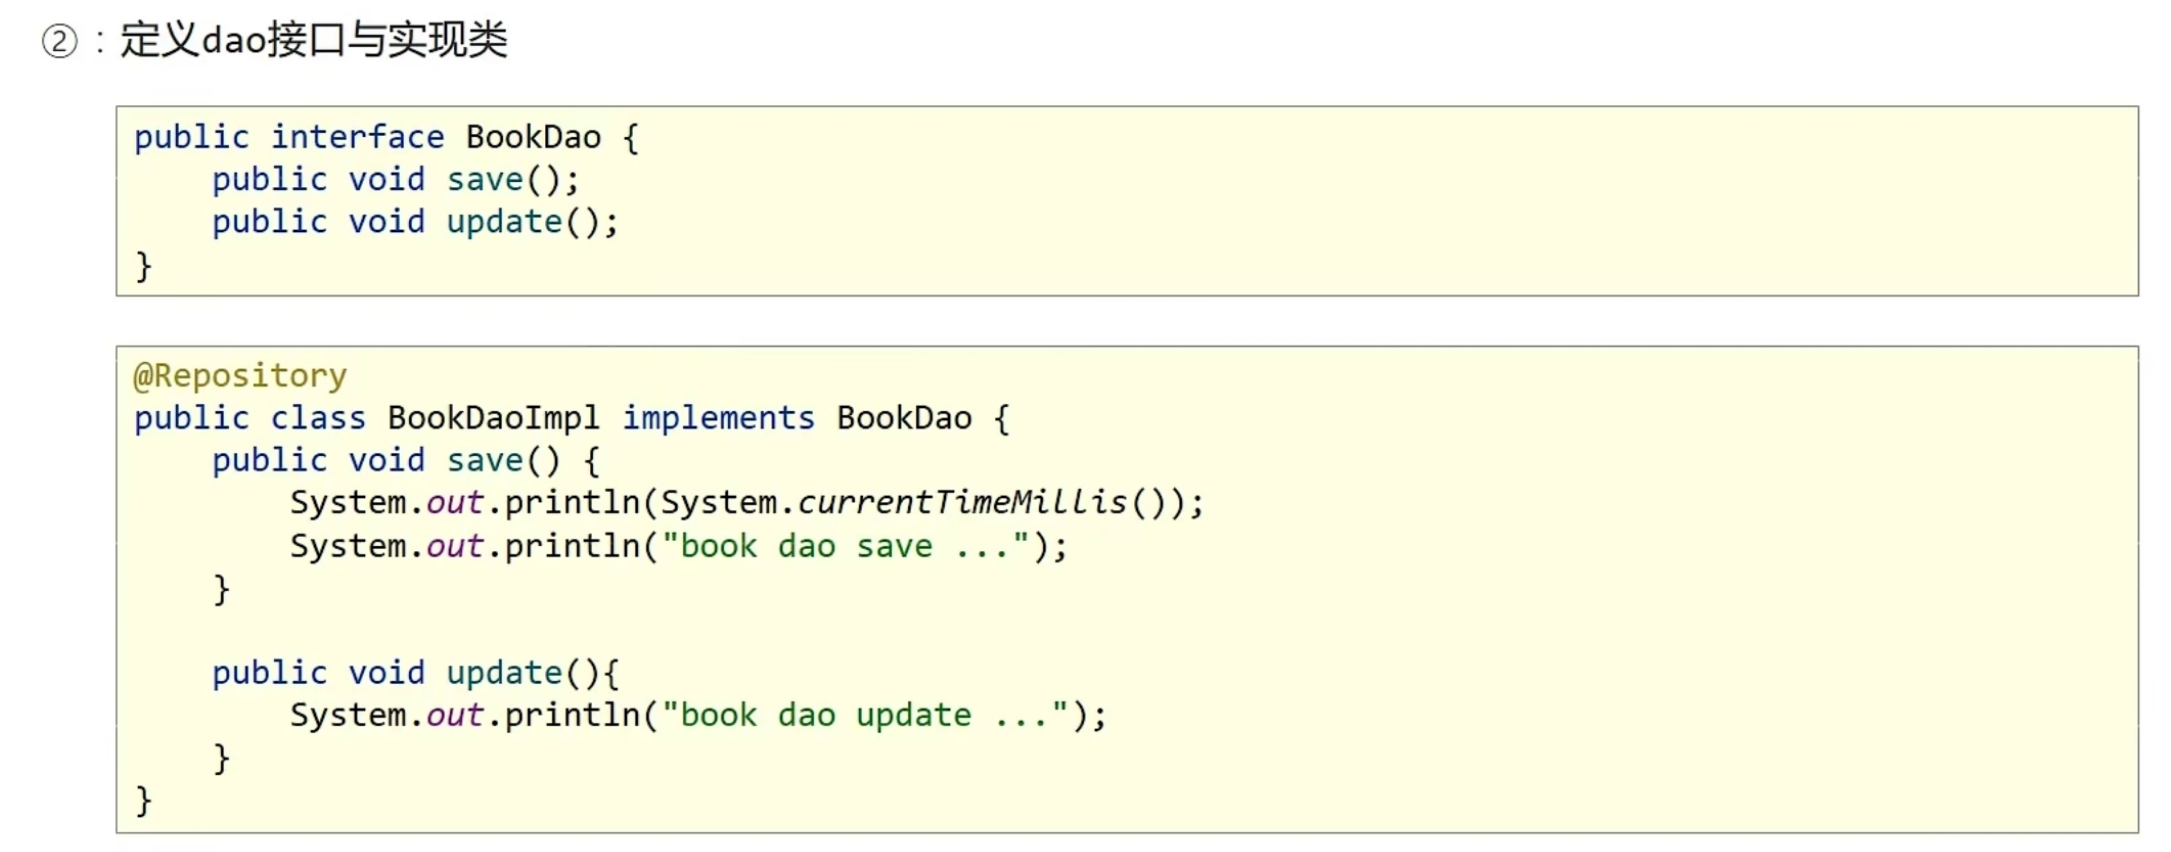 ②：定义dao接口与实现类
public interface BookDao {
    public void save();
    public void update();
}
@Repository
public class BookDaoImpl implements BookDao {
    public void save() {
        System.out.println(System.currentTimeMillis());
        System.out.println("book dao save ...");
    }
    public void update(){
        System.out.println("book dao update ...");
    }
}